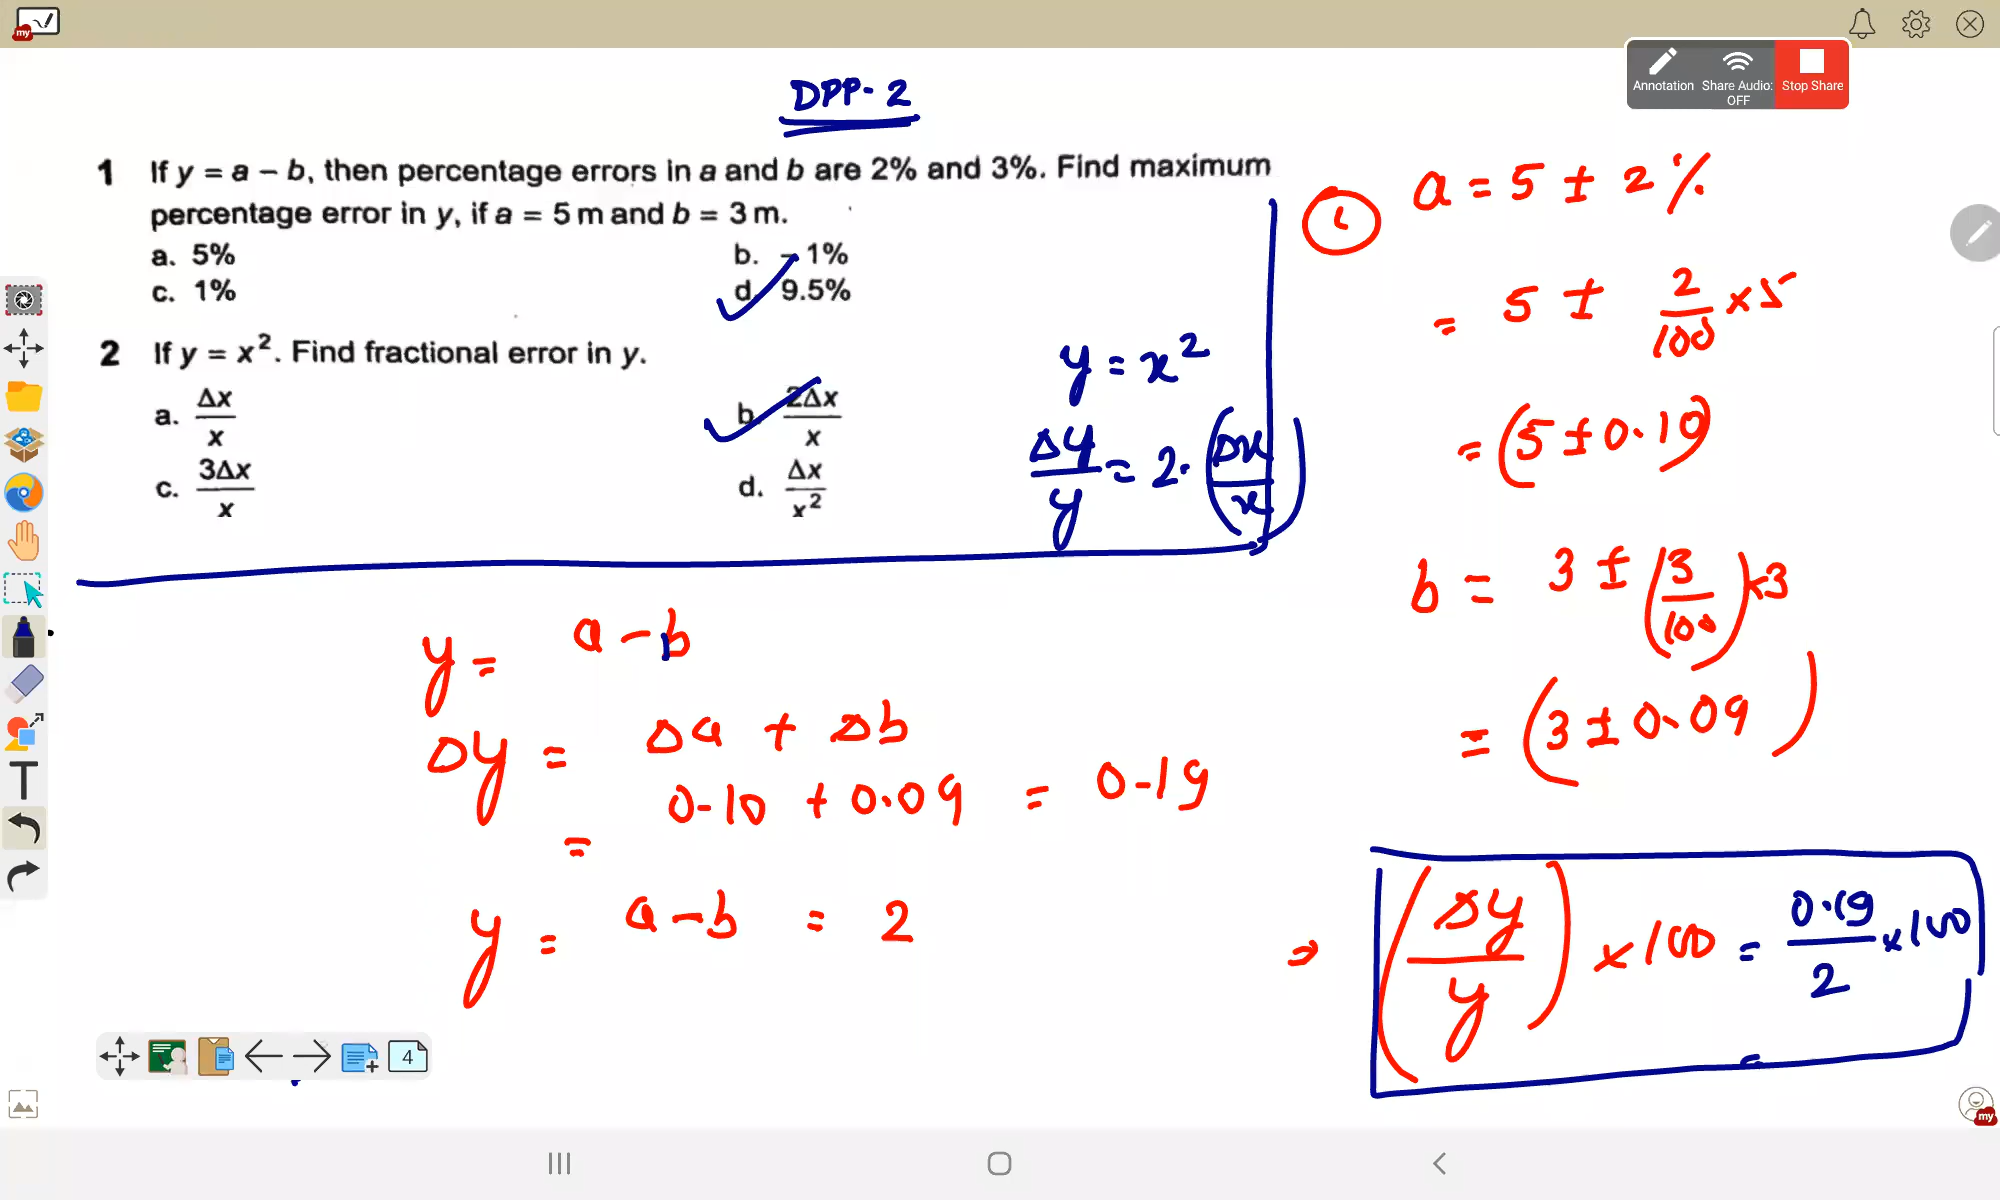 my
Annotation
Share Audio: OFF
Stop Share
DPP-2
1 If y = a – b, then percentage errors in a and b are 2% and 3%. Find maximum
percentage error in y, if a = 5 m and b = 3 m.
a. 5%
b. – 1%
c. 1%
d. 9.5%
2 If y = x². Find fractional error in y.
a. Δx/x
b. 2Δx/x
c. 3Δx/x
d. Δx/x²
y = x²
Δy/y = 2·(Δx/x)
a = 5 ± 2%
= 5 ± 2/100 × 5
= (5 ± 0.10)
b = 3 ± (3/100) × 3
= (3 ± 0.09)
y = a – b
Δy = Δa + Δb
= 0.10 + 0.09 = 0.19
y = a – b = 2
⇒ (Δy/y) × 100 = 0.19/2 × 100
=
T
4
my